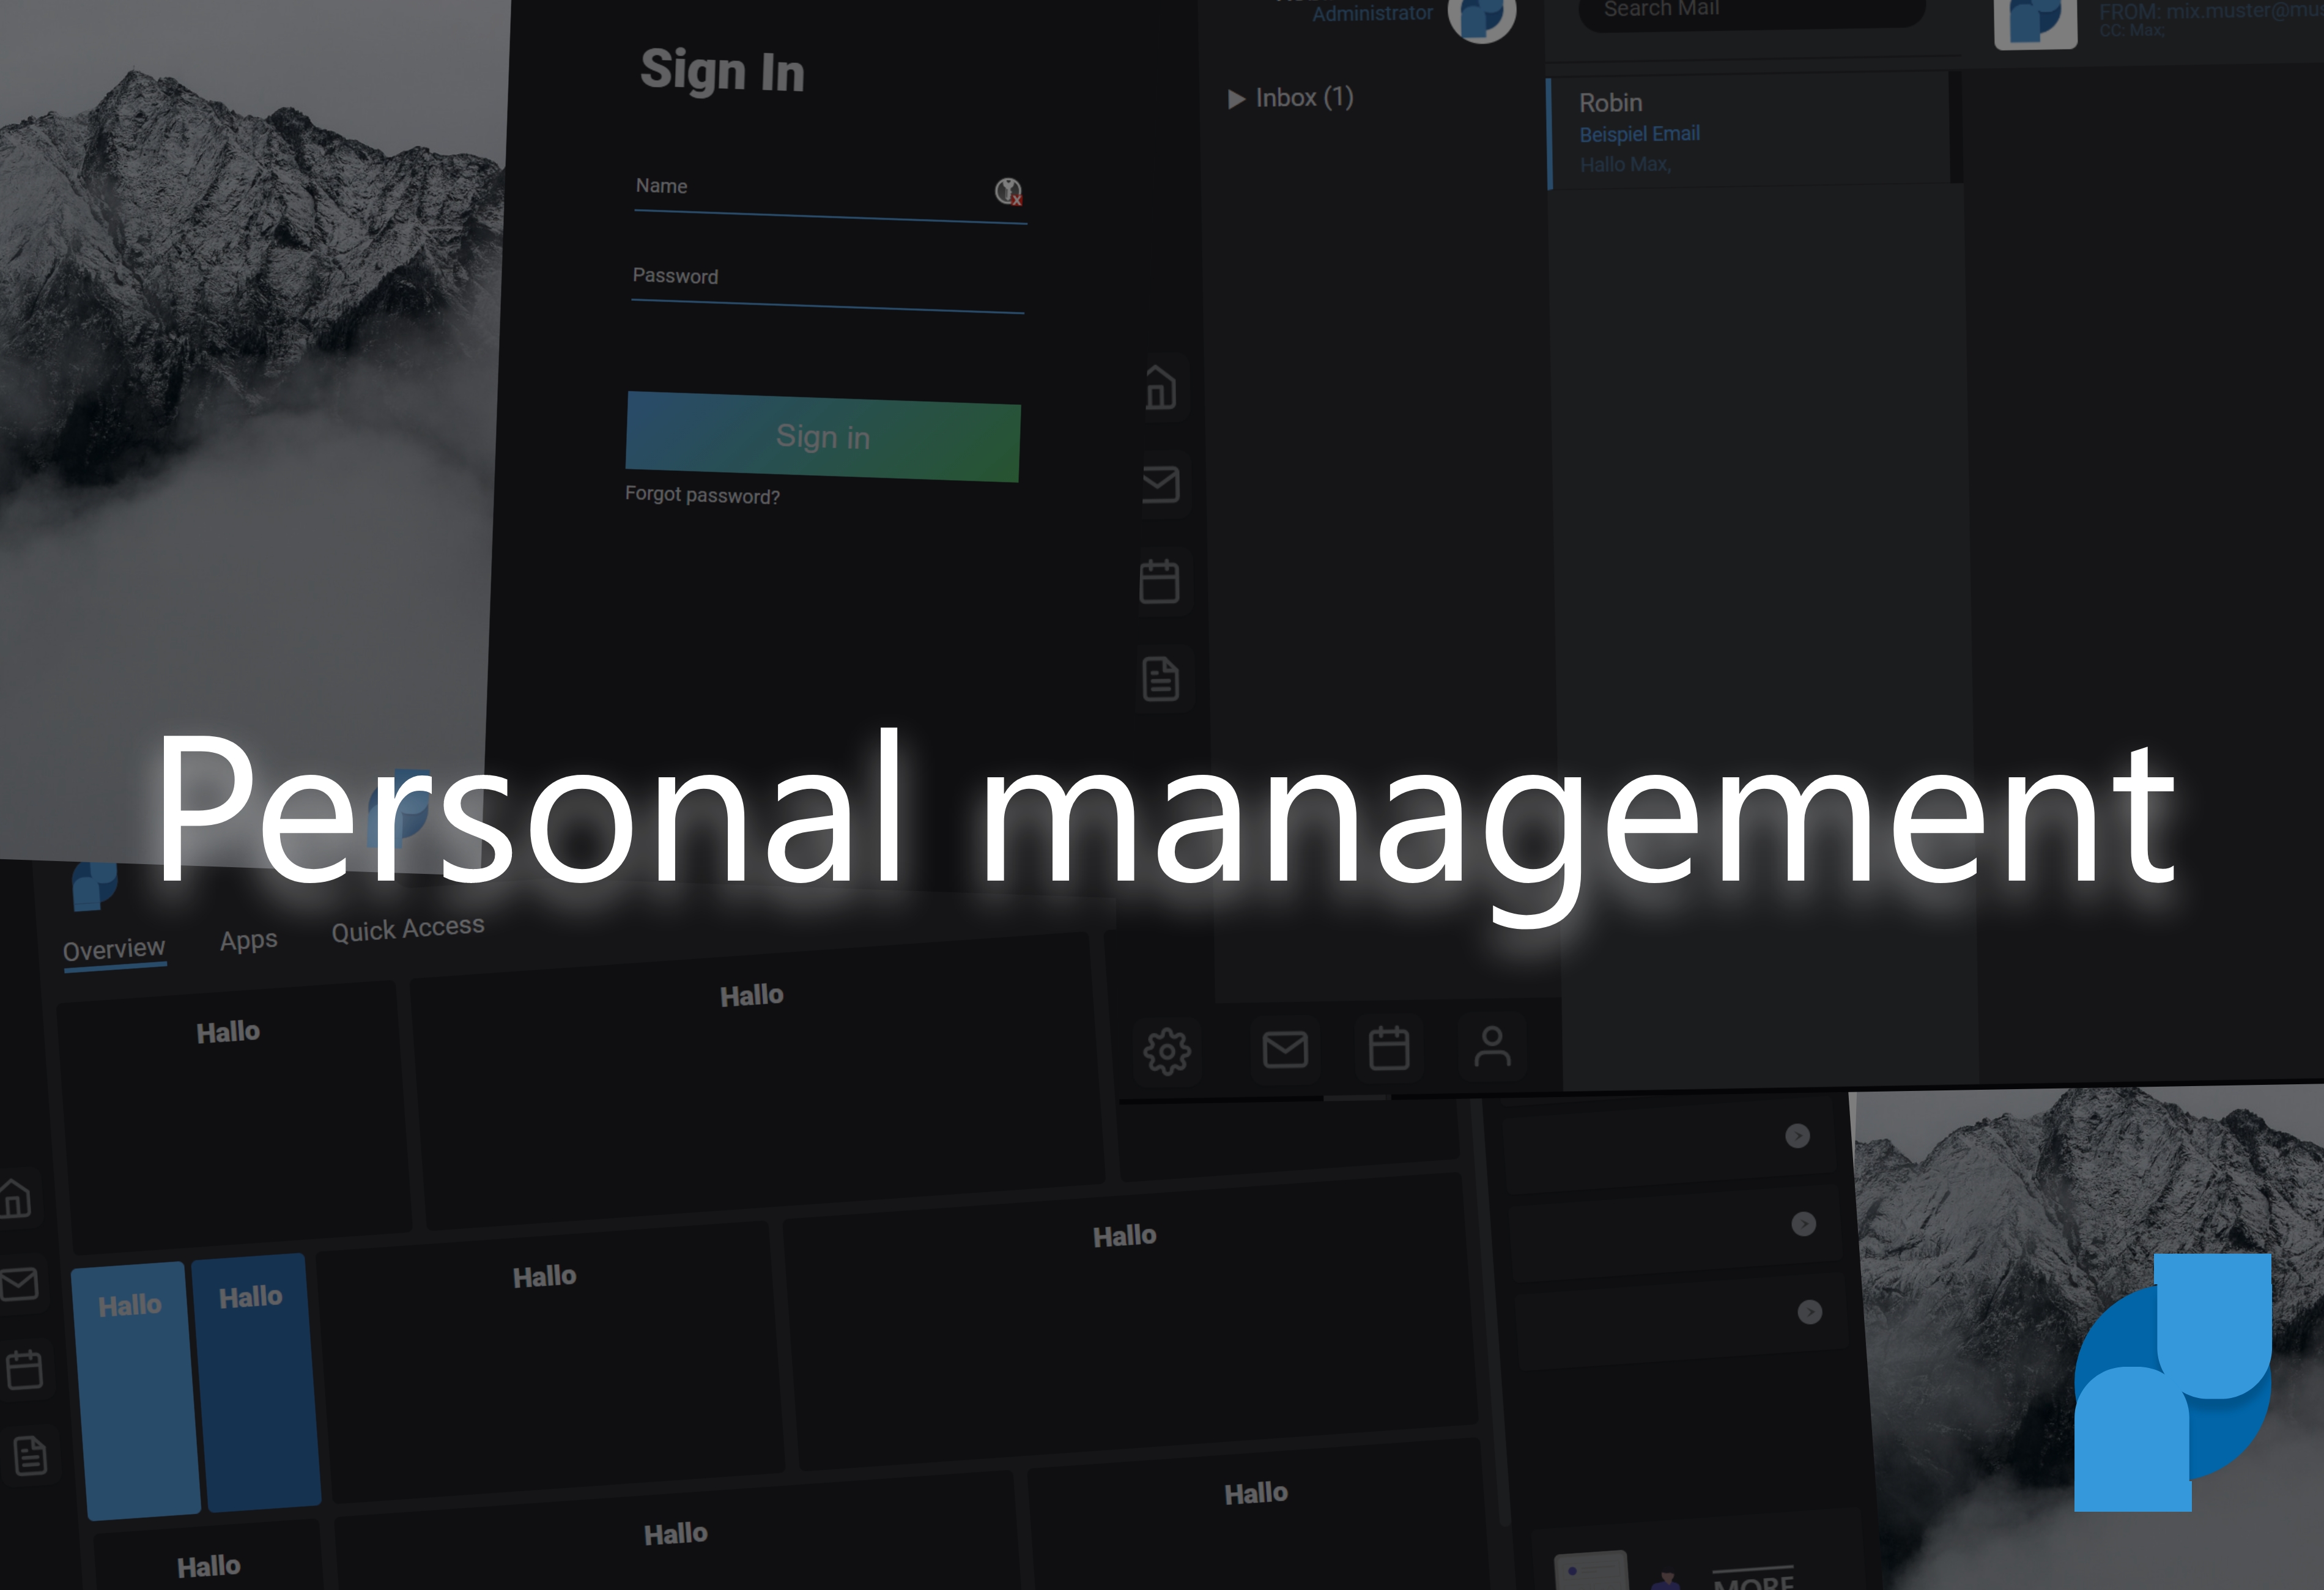 Sign In
Name
Password
Sign in
Forgot password?
Administrator
Inbox (1)
Search Mail
Robin
Beispiel Email
Hallo Max,
FROM: mix.muster@mus
CC: Max;
Personal management
Overview
Apps
Quick Access
Hallo
Hallo
Hallo
Hallo
Hallo
Hallo
Hallo
Hallo
Hallo
MORE